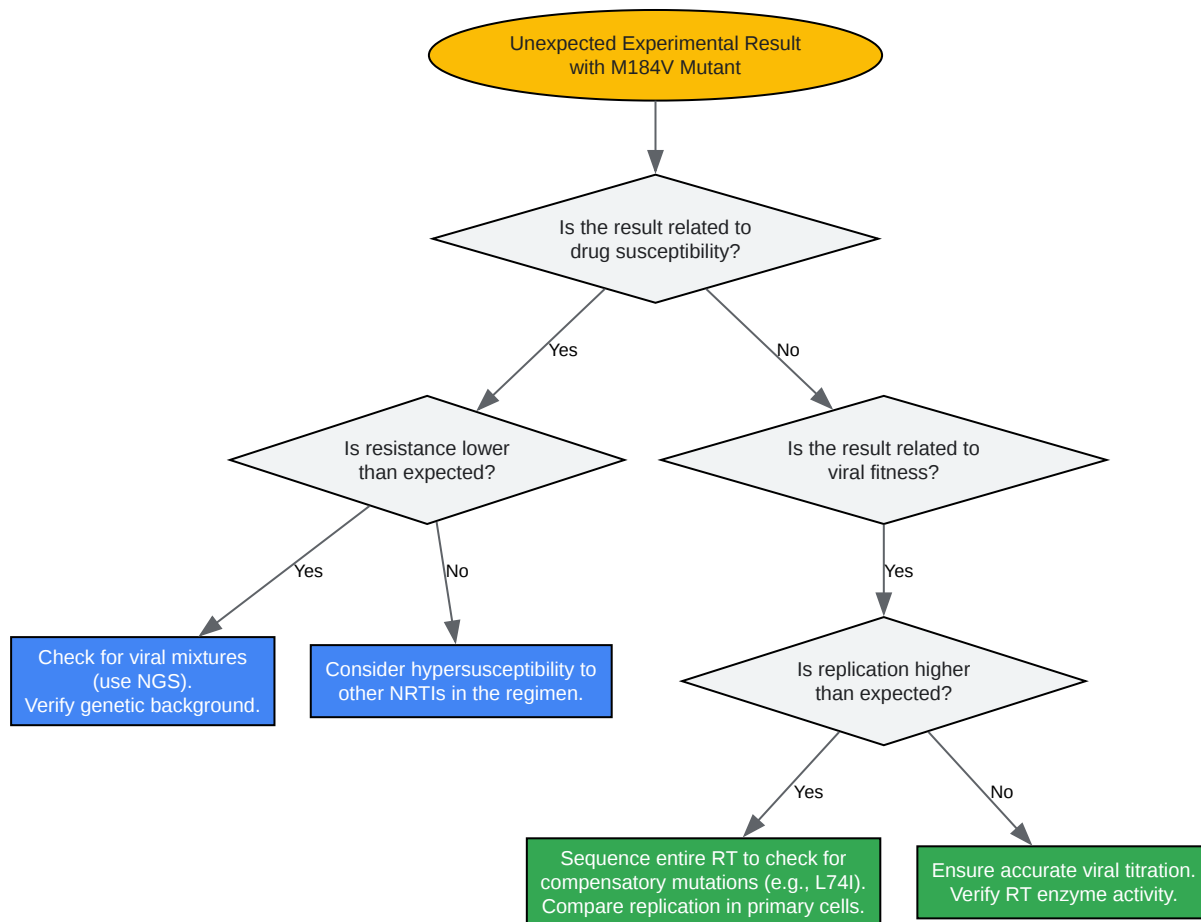 Unexpected Experimental Result
with M184V Mutant
Is the result related to
drug susceptibility?
Yes
No
Is resistance lower
than expected?
Is the result related to
viral fitness?
Yes
No
Yes
Check for viral mixtures
(use NGS).
Verify genetic background.
Consider hypersusceptibility to
other NRTIs in the regimen.
Is replication higher
than expected?
Yes
No
Sequence entire RT to check for
compensatory mutations (e.g., L74I).
Compare replication in primary cells.
Ensure accurate viral titration.
Verify RT enzyme activity.